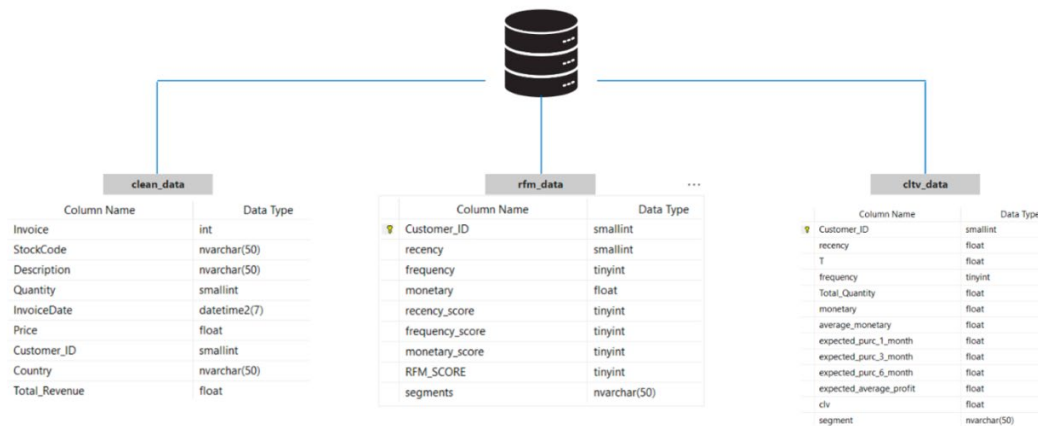 clean_data
Column Name Data Type
Invoice int
StockCode nvarchar(50)
Description nvarchar(50)
Quantity smallint
InvoiceDate datetime2(7)
Price float
Customer_ID smallint
Country nvarchar(50)
Total_Revenue float
rfm_data ...
Column Name Data Type
Customer_ID smallint
recency smallint
frequency tinyint
monetary float
recency_score tinyint
frequency_score tinyint
monetary_score tinyint
RFM_SCORE tinyint
segments nvarchar(50)
cltv_data
Column Name Data Type
Customer_ID smallint
recency float
T float
frequency tinyint
Total_Quantity float
monetary float
average_monetary float
expected_purc_1_month float
expected_purc_3_month float
expected_purc_6_month float
expected_average_profit float
clv float
segment nvarchar(50)